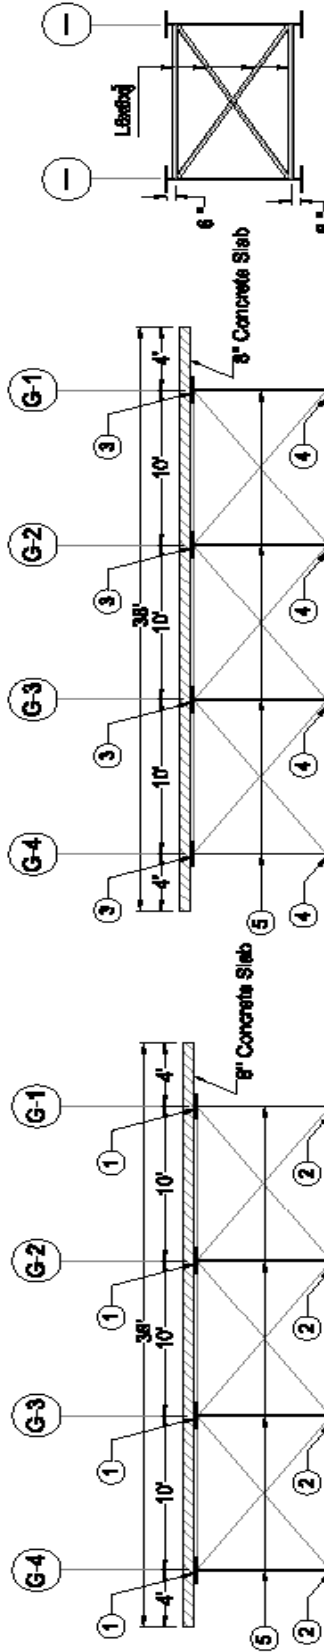 G-4 G-3 G-2 G-1
1 1 1 1
38'
4' 10' 10' 10' 4'
8" Concrete Slab
5
2 2 2 2
G-4 G-3 G-2 G-1
3 3 3 3
38'
4' 10' 10' 10' 4'
8" Concrete Slab
5
4 4 4 4
I I
6"